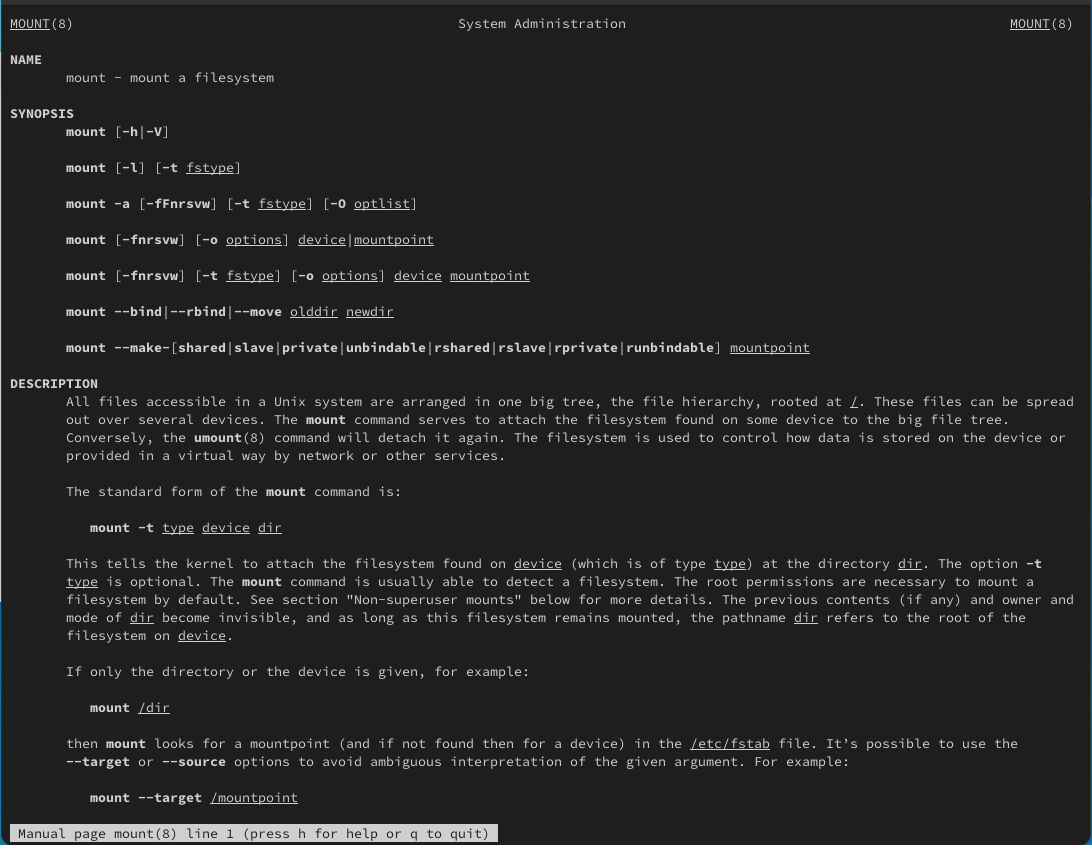 MOUNT(8) System Administration MOUNT(8)
NAME
mount - mount a filesystem
SYNOPSIS
mount [-h|-V]
mount [-l] [-t fstype]
mount -a [-fFnrsvw] [-t fstype] [-O optlist]
mount [-fnrsvw] [-o options] device|mountpoint
mount [-fnrsvw] [-t fstype] [-o options] device mountpoint
mount --bind|--rbind|--move olddir newdir
mount --make-[shared|slave|private|unbindable|rshared|rslave|rprivate|runbindable] mountpoint
DESCRIPTION
All files accessible in a Unix system are arranged in one big tree, the file hierarchy, rooted at /. These files can be spread
out over several devices. The mount command serves to attach the filesystem found on some device to the big file tree.
Conversely, the umount(8) command will detach it again. The filesystem is used to control how data is stored on the device or
provided in a virtual way by network or other services.
The standard form of the mount command is:
mount -t type device dir
This tells the kernel to attach the filesystem found on device (which is of type type) at the directory dir. The option -t
type is optional. The mount command is usually able to detect a filesystem. The root permissions are necessary to mount a
filesystem by default. See section "Non-superuser mounts" below for more details. The previous contents (if any) and owner and
mode of dir become invisible, and as long as this filesystem remains mounted, the pathname dir refers to the root of the
filesystem on device.
If only the directory or the device is given, for example:
mount /dir
then mount looks for a mountpoint (and if not found then for a device) in the /etc/fstab file. It’s possible to use the
--target or --source options to avoid ambiguous interpretation of the given argument. For example:
mount --target /mountpoint
Manual page mount(8) line 1 (press h for help or q to quit)